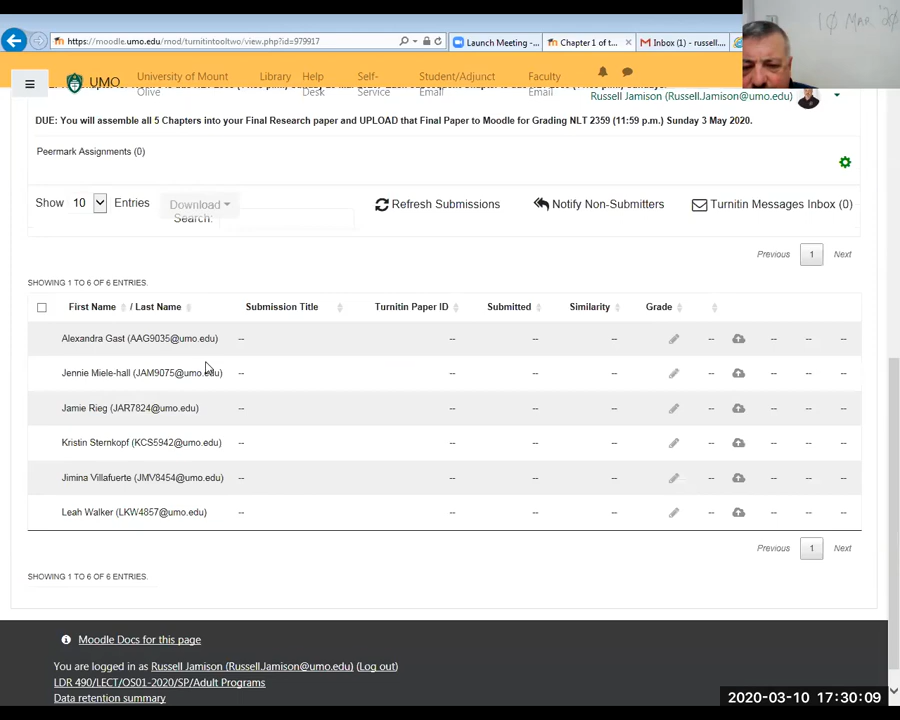 10 MAR '20
https://moodle.umo.edu/mod/turnitintooltwo/view.php?id=979917
Launch Meeting -...
Chapter 1 of t...
Inbox (1) - russell....
UMO
University of Mount Olive
Library
Help Desk
Self-Service
Student/Adjunct Email
Faculty Email
Russell Jamison (Russell.Jamison@umo.edu)
DUE: You will assemble all 5 Chapters into your Final Research paper and UPLOAD that Final Paper to Moodle for Grading NLT 2359 (11:59 p.m.) Sunday 3 May 2020.
Peermark Assignments (0)
Show 10 Entries
Download
Search:
Refresh Submissions
Notify Non-Submitters
Turnitin Messages Inbox (0)
Previous 1 Next
SHOWING 1 TO 6 OF 6 ENTRIES.
First Name / Last Name Submission Title Turnitin Paper ID Submitted Similarity Grade
Alexandra Gast (AAG9035@umo.edu) -- -- -- -- -- -- -- --
Jennie Miele-hall (JAM9075@umo.edu) -- -- -- -- -- -- -- --
Jamie Rieg (JAR7824@umo.edu) -- -- -- -- -- -- -- --
Kristin Sternkopf (KCS5942@umo.edu) -- -- -- -- -- -- -- --
Jimina Villafuerte (JMV8454@umo.edu) -- -- -- -- -- -- -- --
Leah Walker (LKW4857@umo.edu) -- -- -- -- -- -- -- --
Previous 1 Next
SHOWING 1 TO 6 OF 6 ENTRIES.
Moodle Docs for this page
You are logged in as Russell Jamison (Russell.Jamison@umo.edu) (Log out)
LDR 490/LECT/OS01-2020/SP/Adult Programs
Data retention summary
2020-03-10 17:30:09